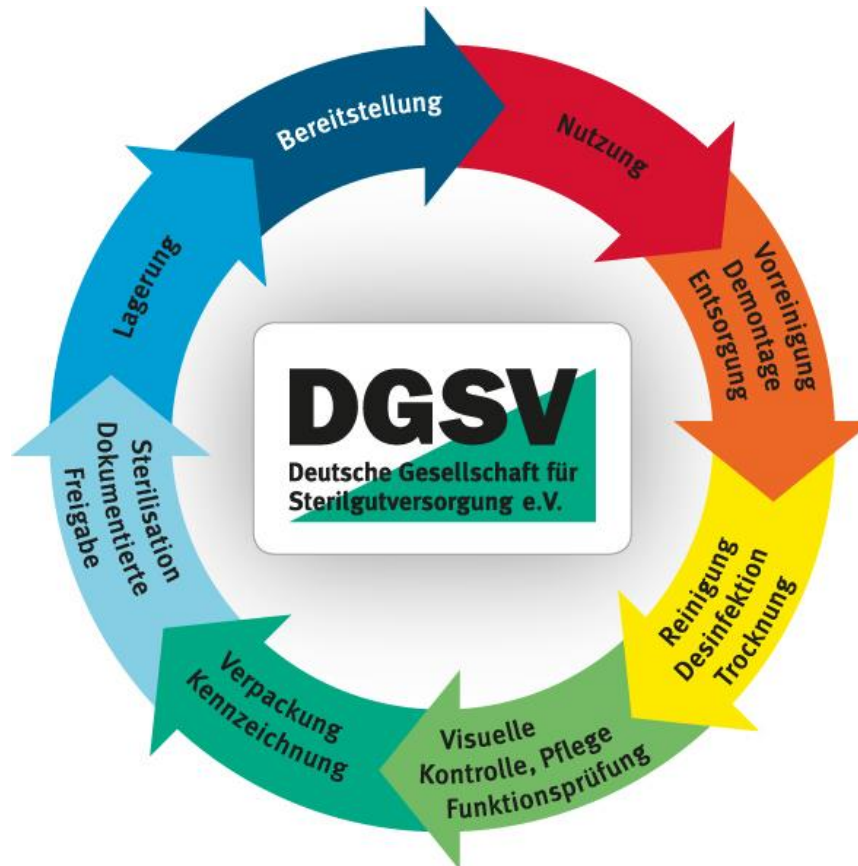 Bereitstellung
Nutzung
Vorreinigung
Demontage
Entsorgung
Reinigung
Desinfektion
Trocknung
Visuelle
Kontrolle, Pflege
Funktionsprüfung
Verpackung
Kennzeichnung
Sterilisation
Dokumentierte
Freigabe
Lagerung
DGSV
Deutsche Gesellschaft für
Sterilgutversorgung e.V.